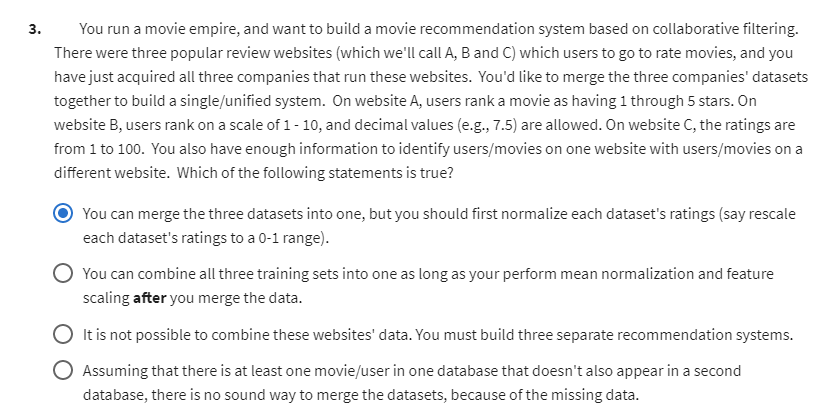 3. You run a movie empire, and want to build a movie recommendation system based on collaborative filtering.
There were three popular review websites (which we'll call A, B and C) which users to go to rate movies, and you
have just acquired all three companies that run these websites. You'd like to merge the three companies' datasets
together to build a single/unified system. On website A, users rank a movie as having 1 through 5 stars. On
website B, users rank on a scale of 1 - 10, and decimal values (e.g., 7.5) are allowed. On website C, the ratings are
from 1 to 100. You also have enough information to identify users/movies on one website with users/movies on a
different website. Which of the following statements is true?
You can merge the three datasets into one, but you should first normalize each dataset's ratings (say rescale
each dataset's ratings to a 0-1 range).
You can combine all three training sets into one as long as your perform mean normalization and feature
scaling after you merge the data.
It is not possible to combine these websites' data. You must build three separate recommendation systems.
Assuming that there is at least one movie/user in one database that doesn't also appear in a second
database, there is no sound way to merge the datasets, because of the missing data.